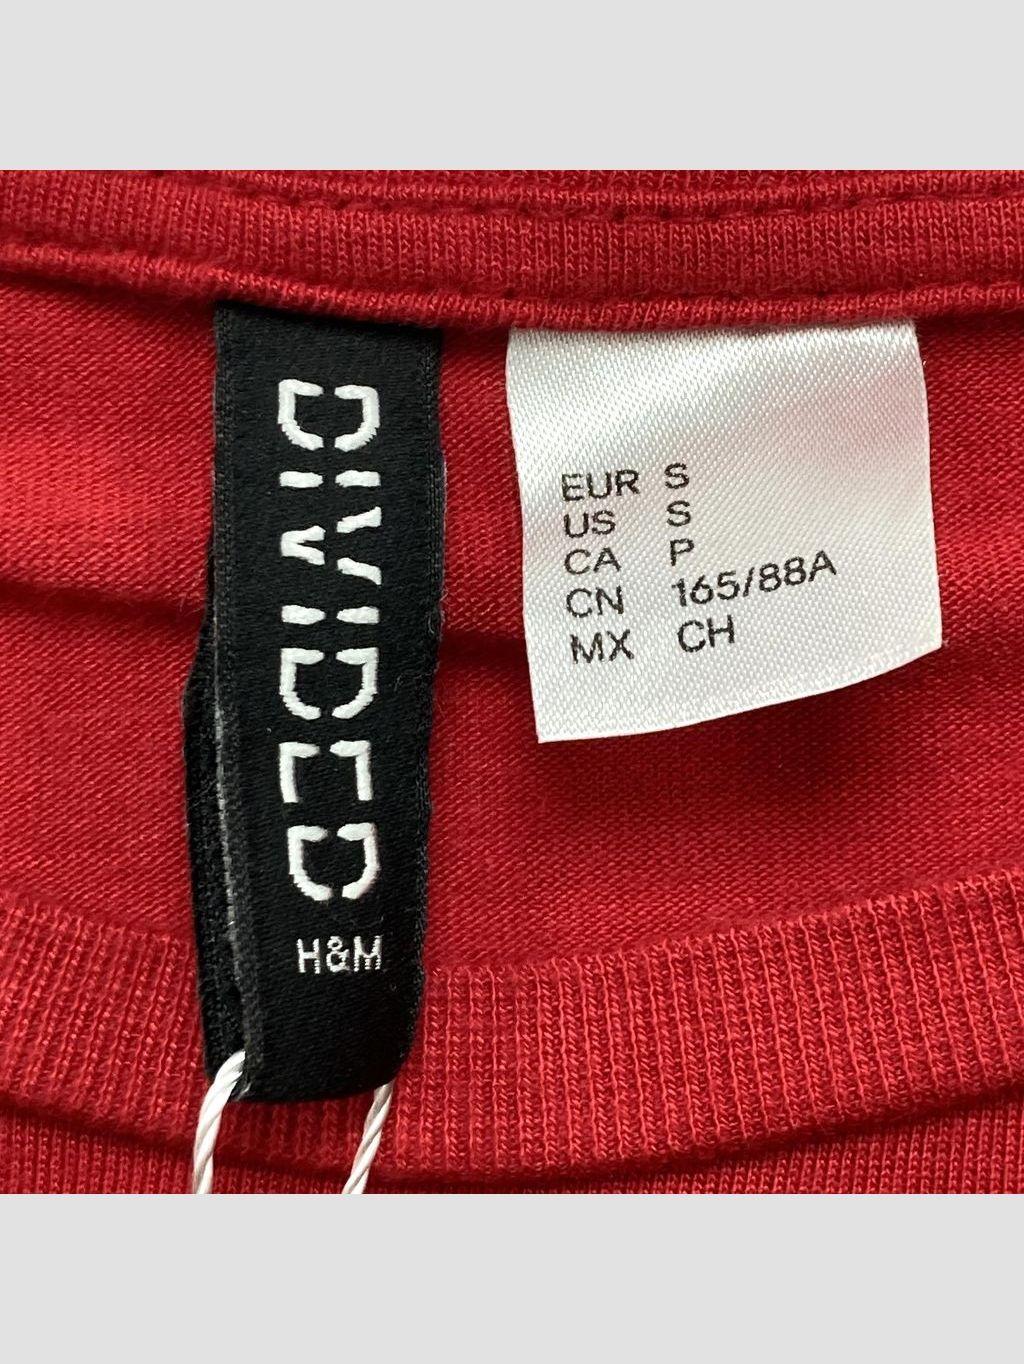 DIVIDED
H&M
EUR S
US S
CA P
CN 165/88A
MX CH